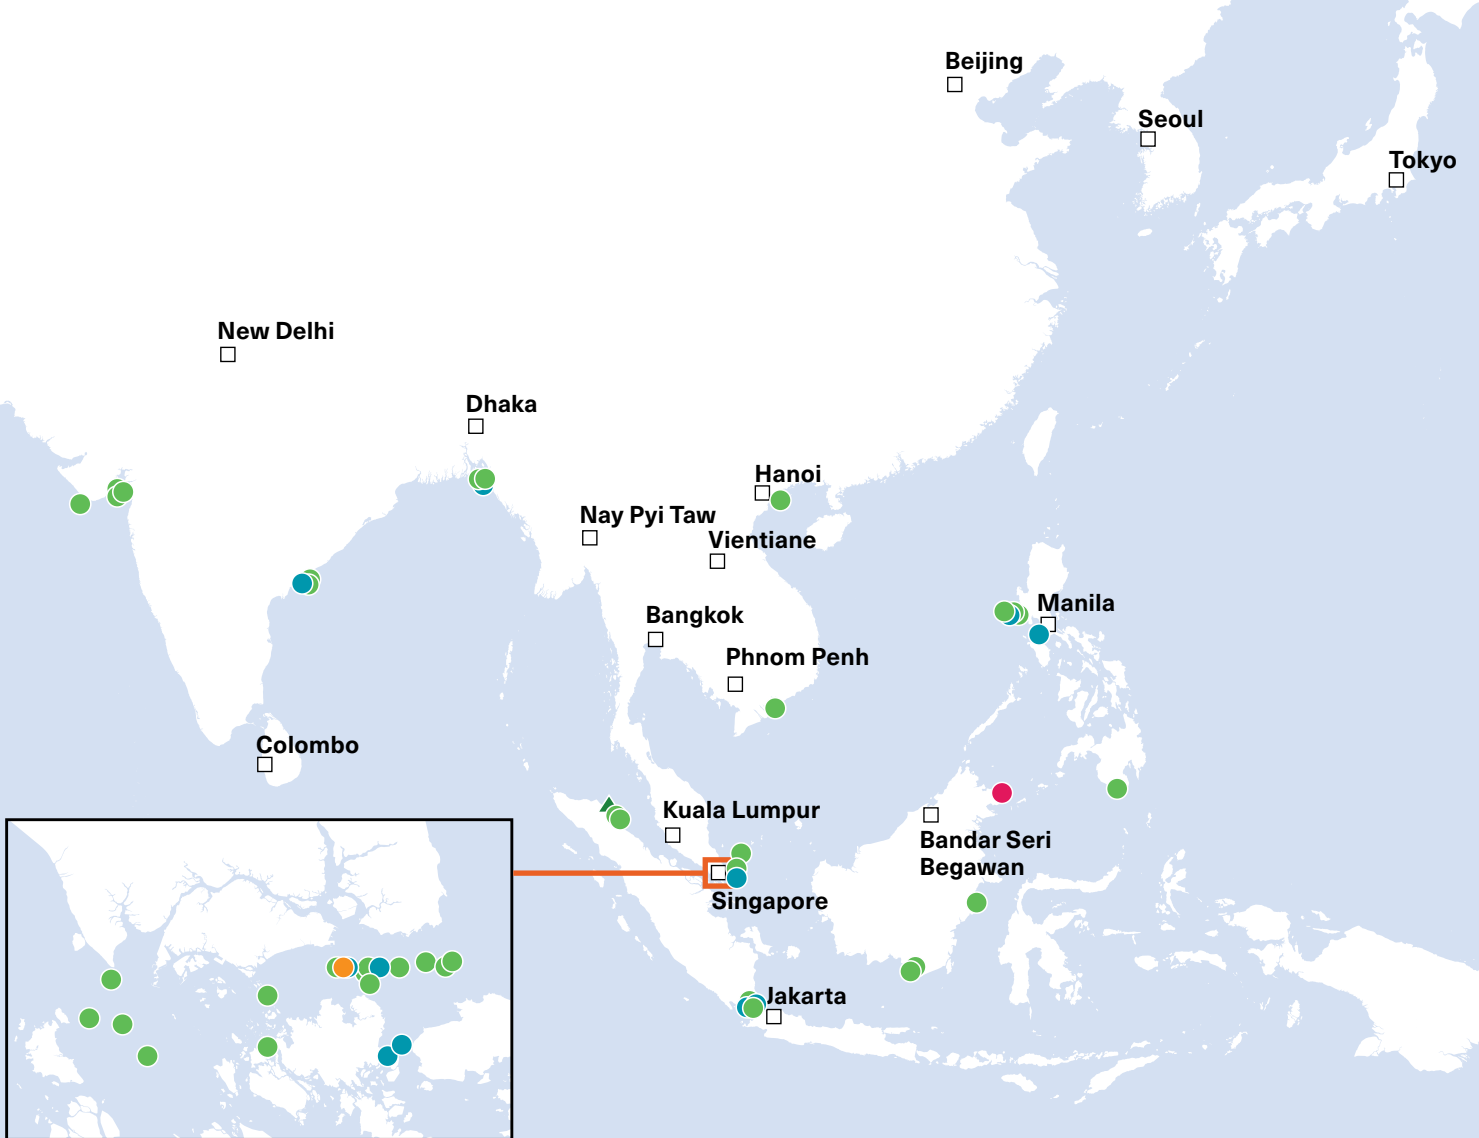 Beijing
Seoul
Tokyo
New Delhi
Dhaka
Hanoi
Nay Pyi Taw
Vientiane
Manila
Bangkok
Phnom Penh
Colombo
Kuala Lumpur
Bandar Seri
Begawan
Singapore
Jakarta